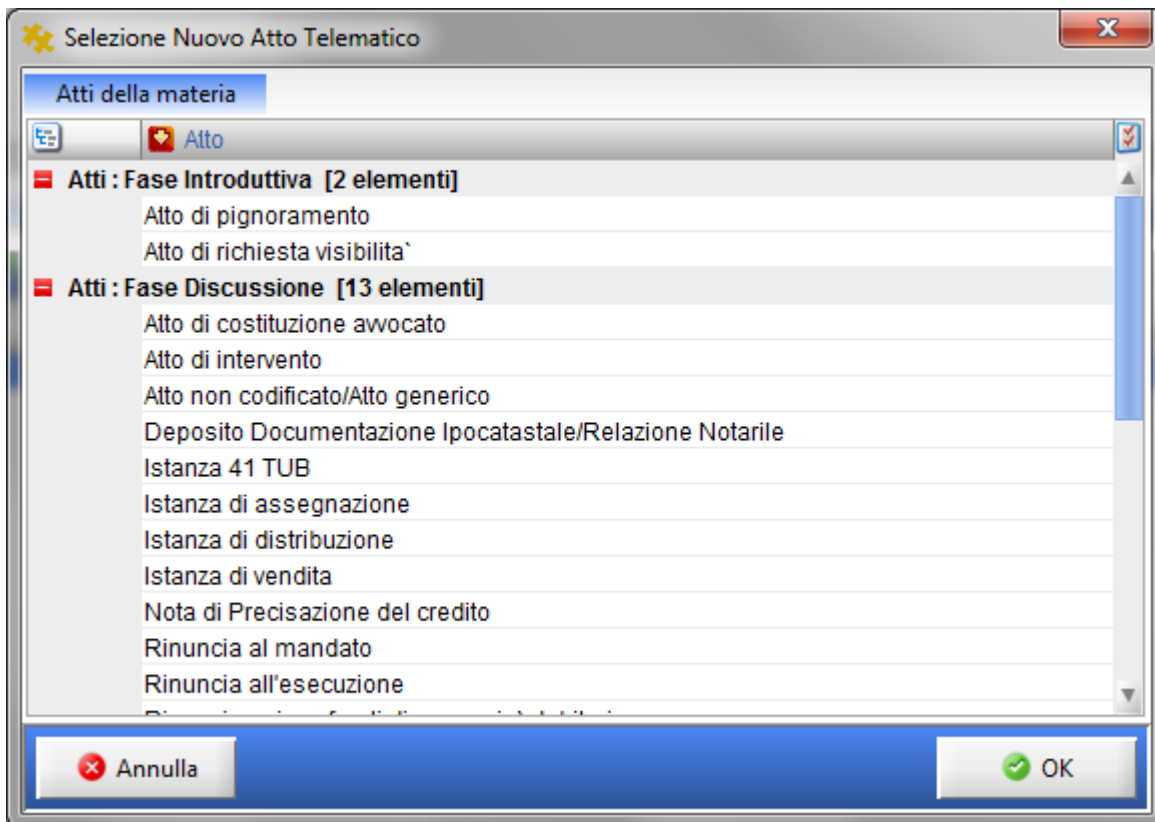 Selezione Nuovo Atto Telematico
Atti della materia
Atto
Atti : Fase Introduttiva [2 elementi]
Atto di pignoramento
Atto di richiesta visibilita`
Atti : Fase Discussione [13 elementi]
Atto di costituzione avvocato
Atto di intervento
Atto non codificato/Atto generico
Deposito Documentazione Ipocatastale/Relazione Notarile
Istanza 41 TUB
Istanza di assegnazione
Istanza di distribuzione
Istanza di vendita
Nota di Precisazione del credito
Rinuncia al mandato
Rinuncia all'esecuzione
Annulla
OK